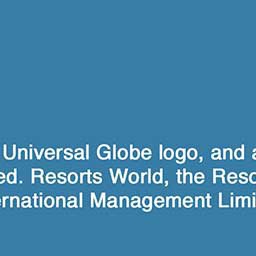 Universal Globe logo, and a
ed. Resorts World, the Reso
ernational Management Limi